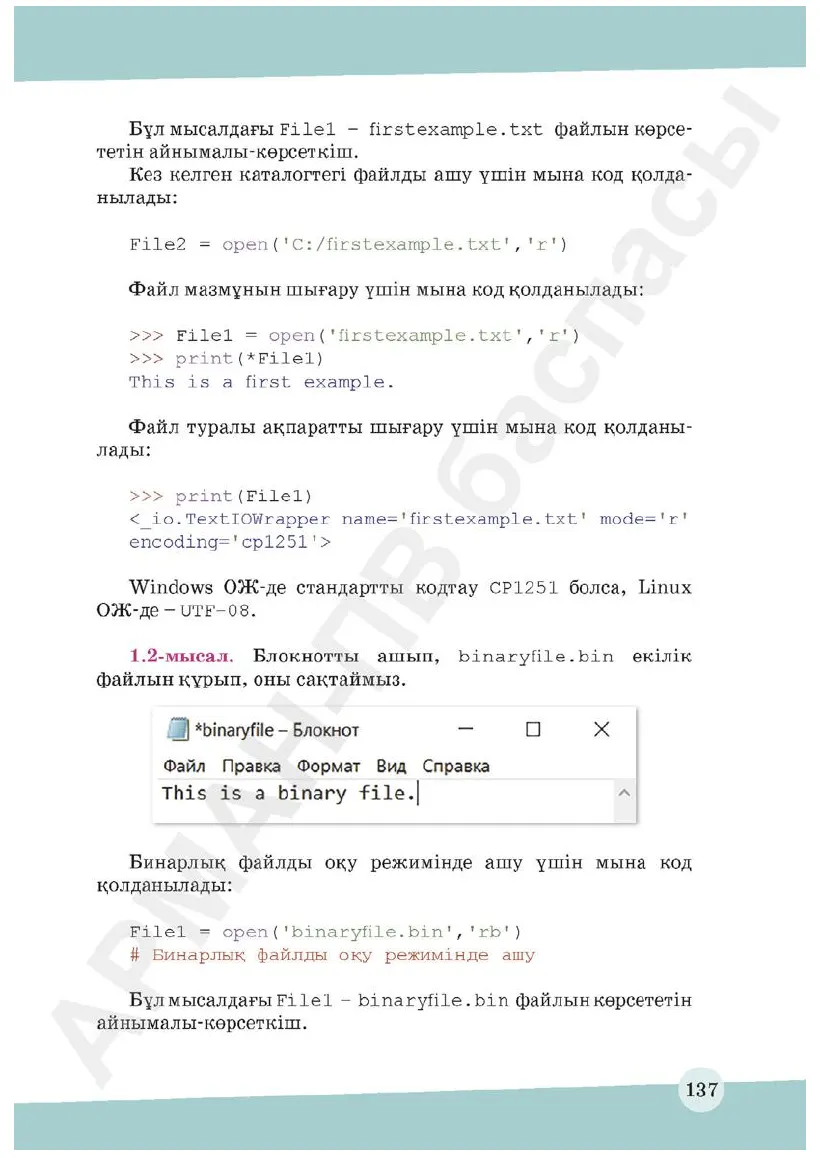 Бұл мысалдағы File1 – firstexample.txt файлын көрсе-
тетін айнымалы-көрсеткіш.
Кез келген каталогтегі файлды ашу үшін мына код қолда-
нылады:
File2 = open('C:/firstexample.txt','r')
Файл мазмұнын шығару үшін мына код қолданылады:
>>> File1 = open('firstexample.txt','r')
>>> print(*File1)
This is a first example.
Файл туралы ақпаратты шығару үшін мына код қолданы-
лады:
>>> print(File1)
<_io.TextIOWrapper name='firstexample.txt' mode='r'
encoding='cp1251'>
Windows ОЖ-де стандартты кодтау CP1251 болса, Linux
ОЖ-де – UTF-08.
1.2-мысал. Блокнотты ашып, binaryfile.bin екілік
файлын құрып, оны сақтаймыз.
*binaryfile – Блокнот
Файл Правка Формат Вид Справка
This is a binary file.
Бинарлық файлды оқу режимінде ашу үшін мына код
қолданылады:
File1 = open('binaryfile.bin','rb')
# Бинарлық файлды оқу режимінде ашу
Бұл мысалдағы File1 – binaryfile.bin файлын көрсететін
айнымалы-көрсеткіш.
137
АРМАН-ПВ баспасы